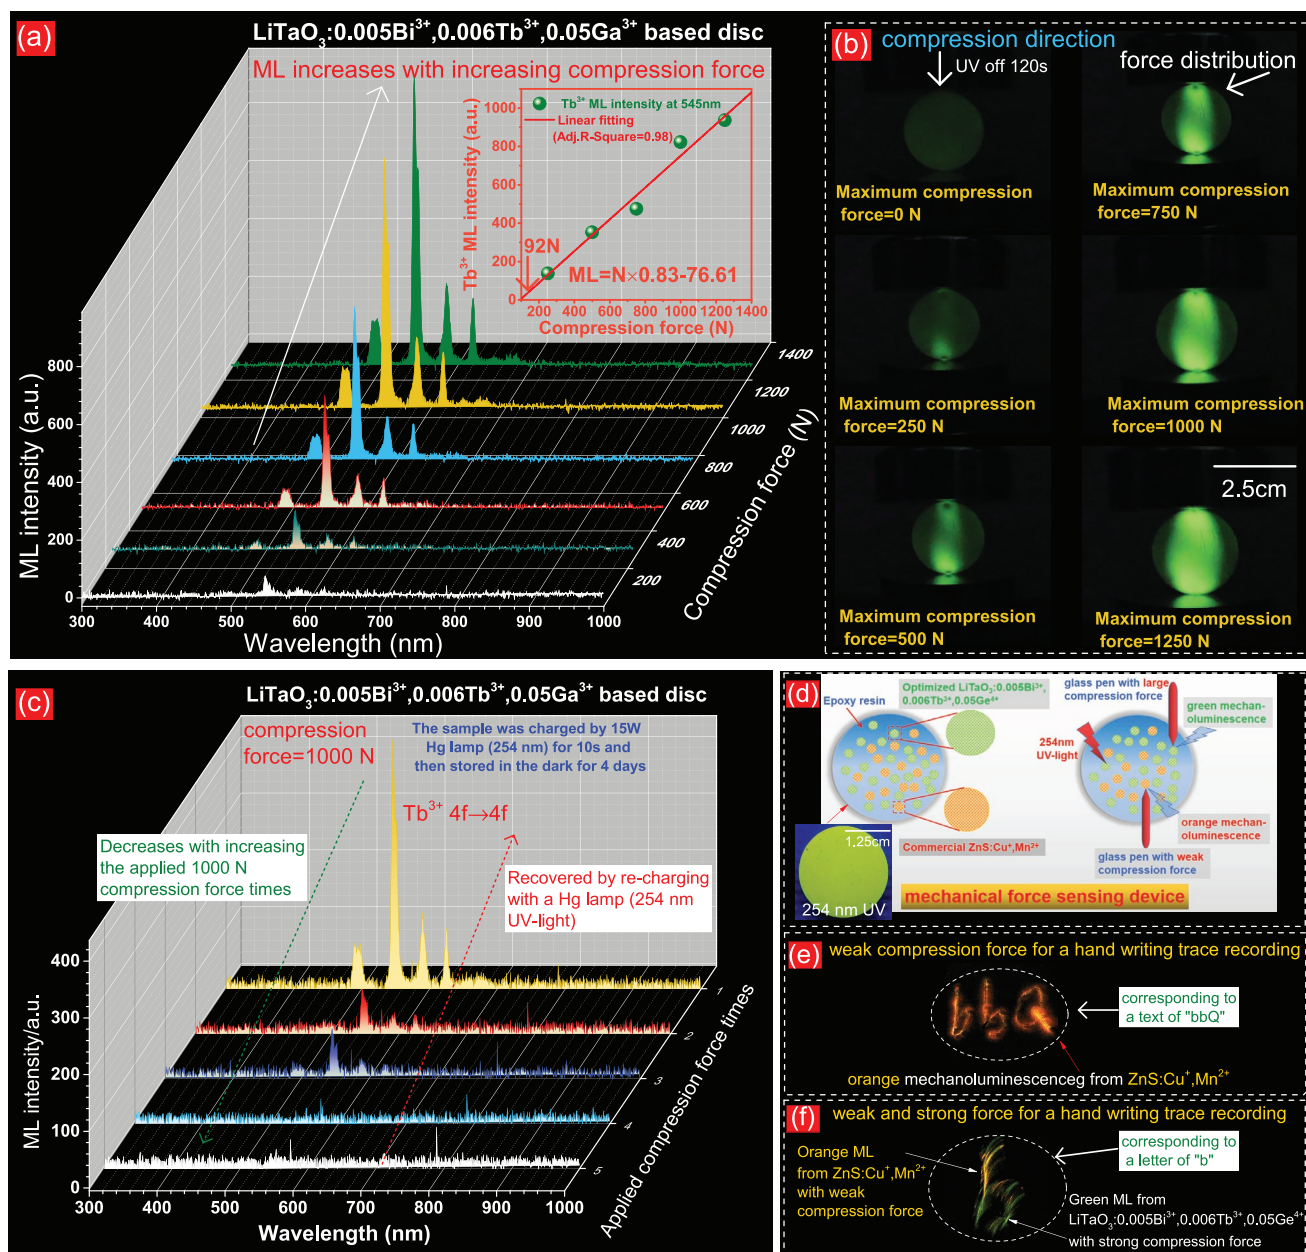 (a)
LiTaO3:0.005Bi3+,0.006Tb3+,0.05Ga3+ based disc
ML increases with increasing compression force
Tb3+ ML intensity at 545nm
Linear fitting
(Adj.R-Square=0.98)
92N
ML=N×0.83-76.61
Tb3+ ML intensity (a.u.)
1000
800
600
400
200
0
200 400 600 800 1000 1200 1400
Compression force (N)
ML intensity (a.u.)
800
600
400
200
0
300 400 500 600 700 800 900 1000
Wavelength (nm)
1400
1200
1000
800
600
400
200
Compression force (N)
(b)
compression direction
UV off 120s
force distribution
Maximum compression
force=0 N
Maximum compression
force=750 N
Maximum compression
force=250 N
Maximum compression
force=1000 N
2.5cm
Maximum compression
force=500 N
Maximum compression
force=1250 N
(c)
LiTaO3:0.005Bi3+,0.006Tb3+,0.05Ga3+ based disc
compression
force=1000 N
The sample was charged by 15W
Hg lamp (254 nm) for 10s and
then stored in the dark for 4 days
Tb3+ 4f→4f
Decreases with increasing
the applied 1000 N
compression force times
Recovered by re-charging
with a Hg lamp (254 nm
UV-light)
ML intensity/a.u.
400
300
200
100
0
300 400 500 600 700 800 900 1000
Wavelength (nm)
1
2
3
4
5
Applied compression force times
(d)
Epoxy resin
Optimized LiTaO3:0.005Bi3+,
0.006Tb3+,0.05Ge4+
glass pen with large
compression force
green mechan-
oluminescence
254nm
UV-light
orange mechan-
oluminescence
Commercial ZnS:Cu+,Mn2+
glass pen with weak
compression force
1.25cm
254 nm UV
mechanical force sensing device
(e)
weak compression force for a hand writing trace recording
bbQ
corresponding to
a text of "bbQ"
orange mechanoluminescenceg from ZnS:Cu+,Mn2+
(f)
weak and strong force for a hand writing trace recording
Orange ML
from ZnS:Cu+,Mn2+
with weak
compression force
b
corresponding to
a letter of "b"
Green ML from
LiTaO3:0.005Bi3+,0.006Tb3+,0.05Ge4+
with strong compression force